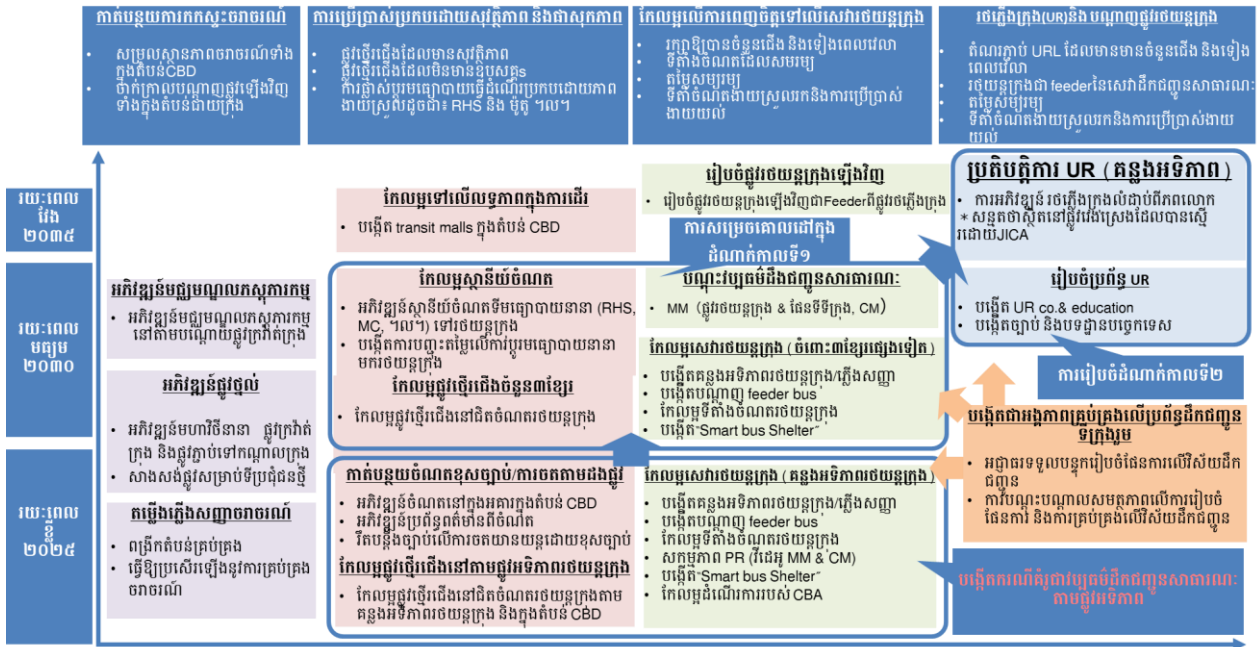 កាត់បន្ថយការកកស្ទះចរាចរណ៍
• សម្រួលស្ថានភាពចរាចរណ៍ទាំង
ក្នុងតំបន់CBD
• ចាក់ក្រាលបណ្តាញផ្លូវឡើងវិញ
ទាំងក្នុងតំបន់ជាយក្រុង
ការប្រើប្រាស់ប្រកបដោយសុវត្ថិភាព និងផាសុកភាព
• ផ្លូវថ្មើរជើងដែលមានសុវត្ថិភាព
• ផ្លូវថ្មើរជើងដែលមិនមានឧបសគ្គs
• ការផ្លាស់ប្តូរមធ្យោបាយធ្វើដំណើរប្រកបដោយភាព
ងាយស្រួលដូចជា៖ RHS និង ម៉ូតូ ។ល។
កែលម្អលើការពេញចិត្តទៅលើសេវារថយន្តក្រុង
• រក្សាឱ្យបានចំនួនជើង និងទៀងពេលវេលា
• ទីតាំងចំណតដែលសមរម្យ
• តម្លៃសម្យរម្យ
• ទីតាំចំណតងាយស្រួលរកនិងការប្រើប្រាស់
ងាយយល់
រថភ្លើងក្រុង(UR)និង បណ្តាញផ្លូវរថយន្តក្រុង
• តំណរភ្ជាប់ URL ដែលមានមានចំនួនជើង និងទៀង
ពេលវេលា
• រថយន្តក្រុងជា feederនៃសេវាដឹកជញ្ជូនសាធារណៈ
• តម្លៃសម្យរម្យ
• ទីតាំចំណតងាយស្រួលរកនិងការប្រើប្រាស់ងាយ
យល់
រយៈពេល
វែង
២០៣៥
កែលម្អទៅលើលទ្ធភាពក្នុងការដើរ
• បង្កើត transit malls ក្នុងតំបន់ CBD
រៀបចំផ្លូវរថយន្តក្រុងឡើងវិញ
• រៀបចំផ្លូវរថយន្តក្រុងឡើងវិញជាFeederពីផ្លូវរថភ្លើងក្រុង
ការសម្រេចគោលដៅក្នុង
ដំណាក់កាលទី១
ប្រតិបត្តិការ UR (គន្លងអទិភាព)
• ការអភិវឌ្ឍន៍ រថភ្លើងក្រុងលំដាប់ពិភពលោក
* សន្មតថាស្ថិតនៅផ្លូវវេងស្រេងដែលបានស្នើ
រដោយJICA
រៀបចំប្រព័ន្ធ UR
• បង្កើត UR co.& education
• បង្កើតច្បាប់ និងបទដ្ឋានបច្ចេកទេស
រយៈពេល
មធ្យម
២០៣០
អភិវឌ្ឍន៍មជ្ឈមណ្ឌលភស្តុភារកម្ម
• អភិវឌ្ឍន៍មជ្ឈមណ្ឌលភស្តុភារកម្ម
នៅតាមបណ្តោយផ្លូវក្រវ៉ាត់ក្រុង
អភិវឌ្ឍន៍ផ្លូវថ្នល់
• អភិវឌ្ឍន៍មហាវិថីនានា ផ្លូវក្រវ៉ាត់
ក្រុង និងផ្លូវភ្ជាប់ទៅកណ្តាលក្រុង
• សាងសង់ផ្លូវសម្រាប់ទីប្រជុំជនថ្មី
កែលម្អស្ថានីយ៍ចំណត
• អភិវឌ្ឍន៍ស្ថានីយ៍ចំណតទីមធ្យោបាយនានា (RHS,
MC, ។ល។) ទៅរថយន្តក្រុង
• បង្កើតការបញ្ចុះតម្លៃលើការប្តូរមធ្យោបាយនានា
មករថយន្តក្រុង
កែលម្អផ្លូវថ្មើរជើងចំនួន៣ខ្សែរ
• កែលម្អផ្លូវថ្មើរជើងនៅជិតចំណតរថយន្តក្រុង
បណ្តុះវប្បធម៌ដឹងជញ្ជូនសារធារណៈ
• MM (ផ្លូវរថយន្តក្រុង & ផែនទីទីក្រុង, CM)
កែលម្អសេវារថយន្តក្រុង (ចំពោះ៣ខ្សែរផ្សេងទៀត)
• បង្កើតគន្លងអទិភាពរថយន្តក្រុង/ភ្លើងសញ្ញា
• បង្កើតបណ្តាញ feeder bus
• កែលម្អទីតាំងចំណតរថយន្តក្រុង
• បង្កើត"Smart bus Shelter"
ការរៀបចំដំណាក់កាលទី២
បង្កើតជាអង្គភាពគ្រប់គ្រងលើប្រព័ន្ធដឹកជញ្ជូន
ទីក្រុងរួម
• អជ្ញាធរទទួលបន្ទុករៀបចំផែនការលើវិស័យដឹក
ជញ្ជូន
• ការបណ្តុះបណ្តាលសមត្ថភាពលើការរៀបចំ
ផែនការ និងការគ្រប់គ្រងលើវិស័យដឹកជញ្ជូន
រយៈពេល
ខ្លី
២០២៥
តម្លើងភ្លើងសញ្ញាចរាចរណ៍
• ពង្រីកតំបន់គ្រប់គ្រង
• ធ្វើឱ្យប្រសើរឡើងនូវការគ្រប់គ្រង
ចរាចរណ៍
កាត់បន្ថយចំណតខុសច្បាប់/ការចតតាមដងផ្លូវ
• អភិវឌ្ឍន៍ចំណតនៅក្នុងអគារក្នុងតំបន់ CBD
• អភិវឌ្ឍន៍ប្រព័ន្ធពត៌មានពីចំណត
• រឹតបន្តឹងច្បាប់លើការចតយានយន្តដោយខុសច្បាប់
កែលម្អផ្លូវថ្មើរជើងនៅតាមផ្លូវអទិភាពរថយន្តក្រុង
• កែលម្អផ្លូវថ្មើរជើងនៅជិតចំណតរថយន្តក្រុងតាម
គន្លងអទិភាពរថយន្តក្រុង និងក្នុងតំបន់ CBD
កែលម្អសេវារថយន្តក្រុង (គន្លងអទិភាពរថយន្តក្រុង)
• បង្កើតគន្លងអទិភាពរថយន្តក្រុង/ភ្លើងសញ្ញា
• បង្កើតបណ្តាញ feeder bus
• កែលម្អទីតាំងចំណតរថយន្តក្រុង
• សកម្មភាព PR (វីដេអូ MM & CM)
• បង្កើត"Smart bus Shelter"
• កែលម្អដំណើរការរបស់ CBA
បង្កើតករណីគំរូជាវប្បធម៌ដឹកជញ្ជូនសាធារណៈ
តាមផ្លូវអទិភាព